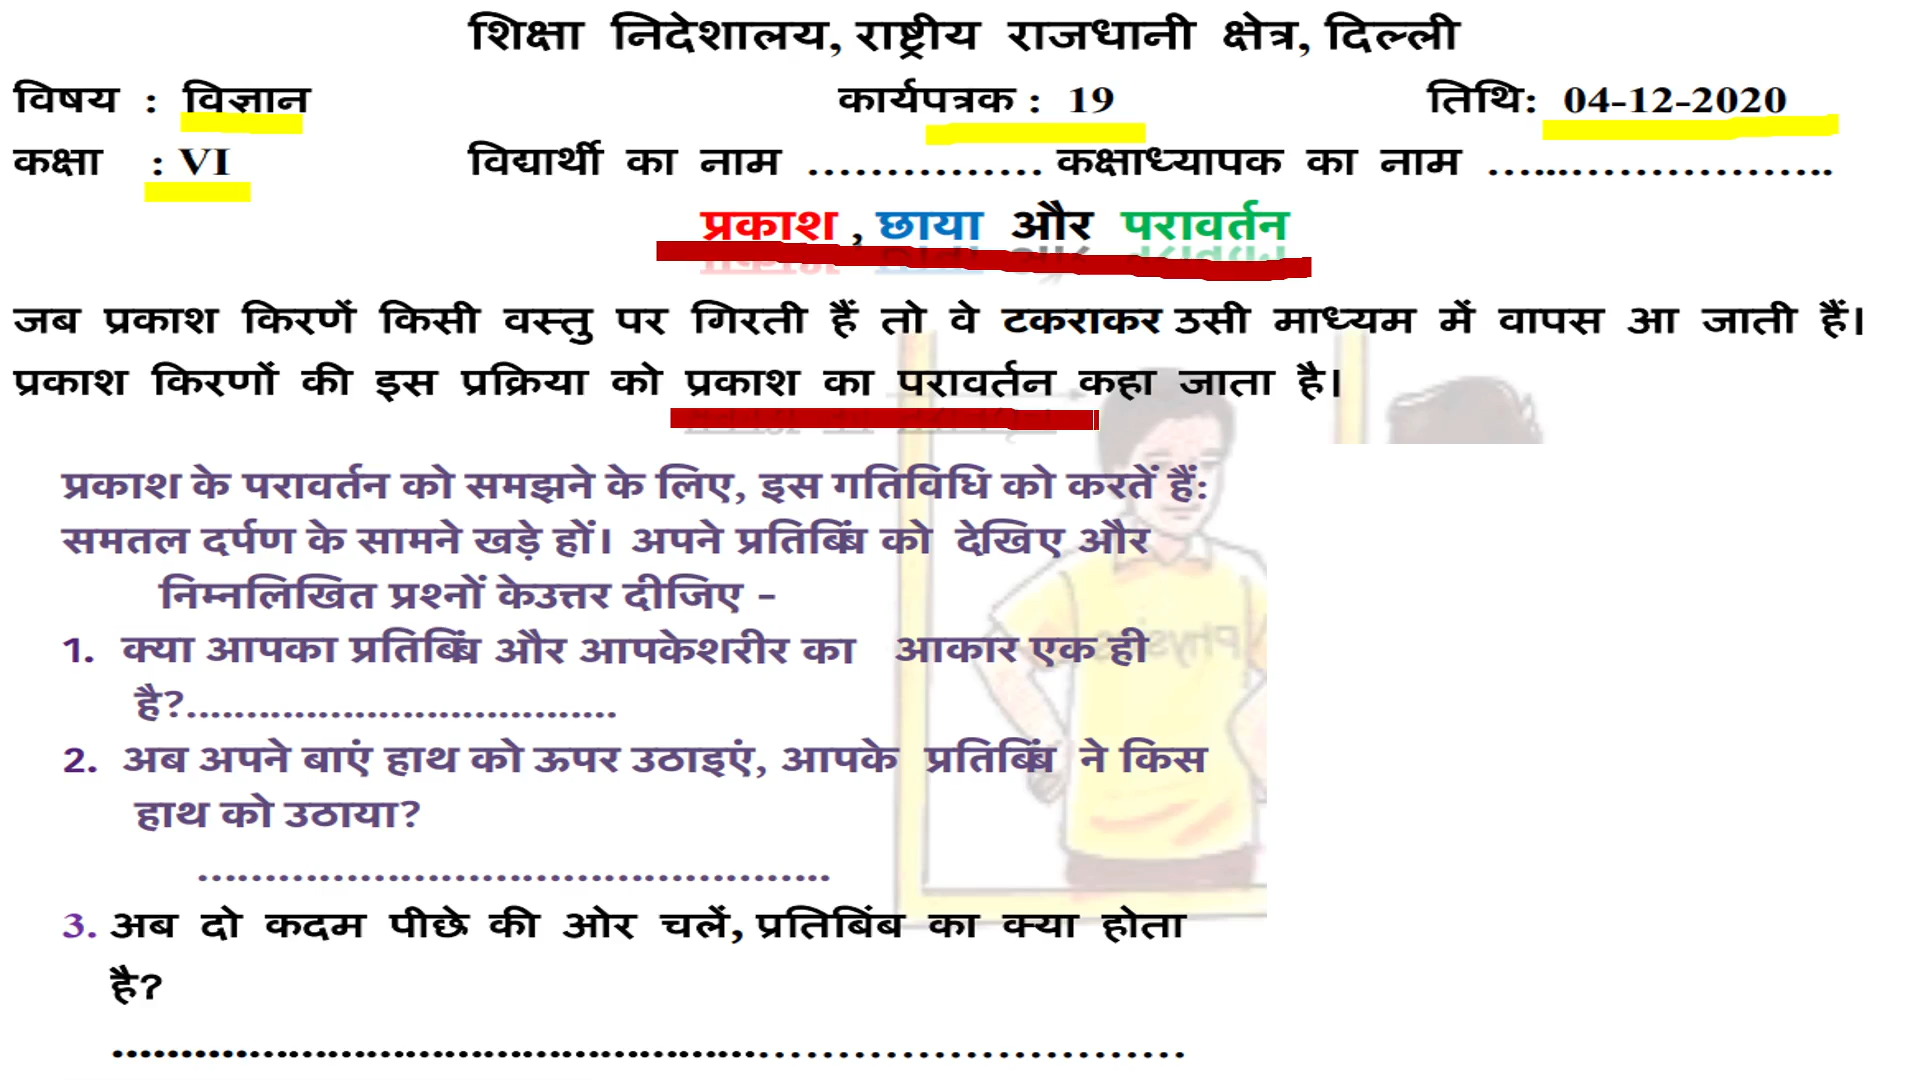 शिक्षा निदेशालय, राष्ट्रीय राजधानी क्षेत्र, दिल्ली
विषय : विज्ञान कार्यपत्रक : 19 तिथि: 04-12-2020
कक्षा : VI विद्यार्थी का नाम …………… कक्षाध्यापक का नाम …...………………..
प्रकाश , छाया और परावर्तन
जब प्रकाश किरणें किसी वस्तु पर गिरती हैं तो वे टकराकर उसी माध्यम में वापस आ जाती हैं।
प्रकाश किरणों की इस प्रक्रिया को प्रकाश का परावर्तन कहा जाता है।
प्रकाश के परावर्तन को समझने के लिए, इस गतिविधि को करतें हैं:
समतल दर्पण के सामने खड़े हों। अपने प्रतिबिंब को देखिए और
निम्नलिखित प्रश्नों केउत्तर दीजिए –
1. क्या आपका प्रतिबिंब और आपकेशरीर का आकार एक ही
है?....................................
2. अब अपने बाएं हाथ को ऊपर उठाइएं, आपके प्रतिबिंब ने किस
हाथ को उठाया?
………………………………………..
3. अब दो कदम पीछे की ओर चलें, प्रतिबिंब का क्या होता
है?
...............................................…………………………
Physics